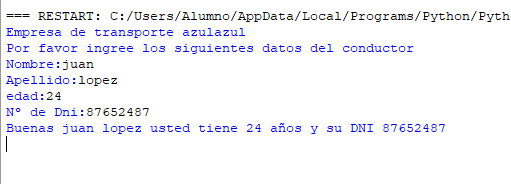 === RESTART: C:/Users/Alumno/AppData/Local/Programs/Python/Pyth
Empresa de transporte azulazul
Por favor ingree los siguientes datos del conductor
Nombre:juan
Apellido:lopez
edad:24
N° de Dni:87652487
Buenas juan lopez usted tiene 24 años y su DNI 87652487